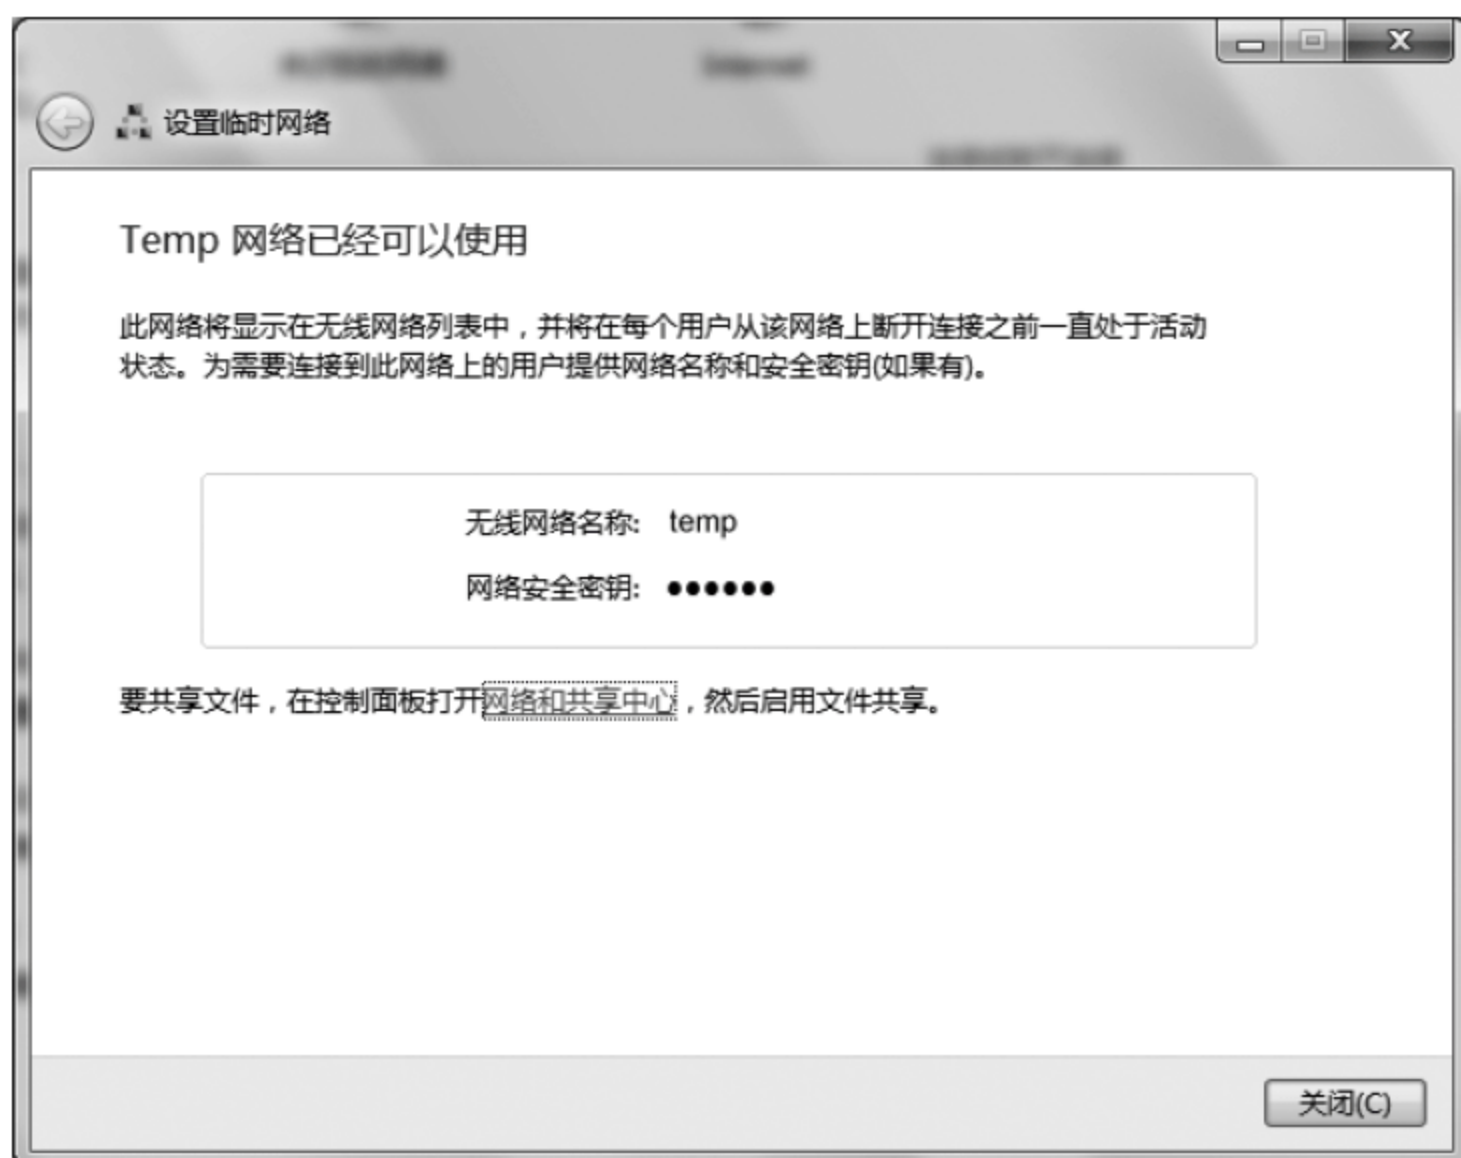 设置临时网络
Temp 网络已经可以使用
此网络将显示在无线网络列表中，并将在每个用户从该网络上断开连接之前一直处于活动
状态。为需要连接到此网络上的用户提供网络名称和安全密钥(如果有)。
无线网络名称: temp
网络安全密钥: ●●●●●●
要共享文件，在控制面板打开网络和共享中心，然后启用文件共享。
关闭(C)